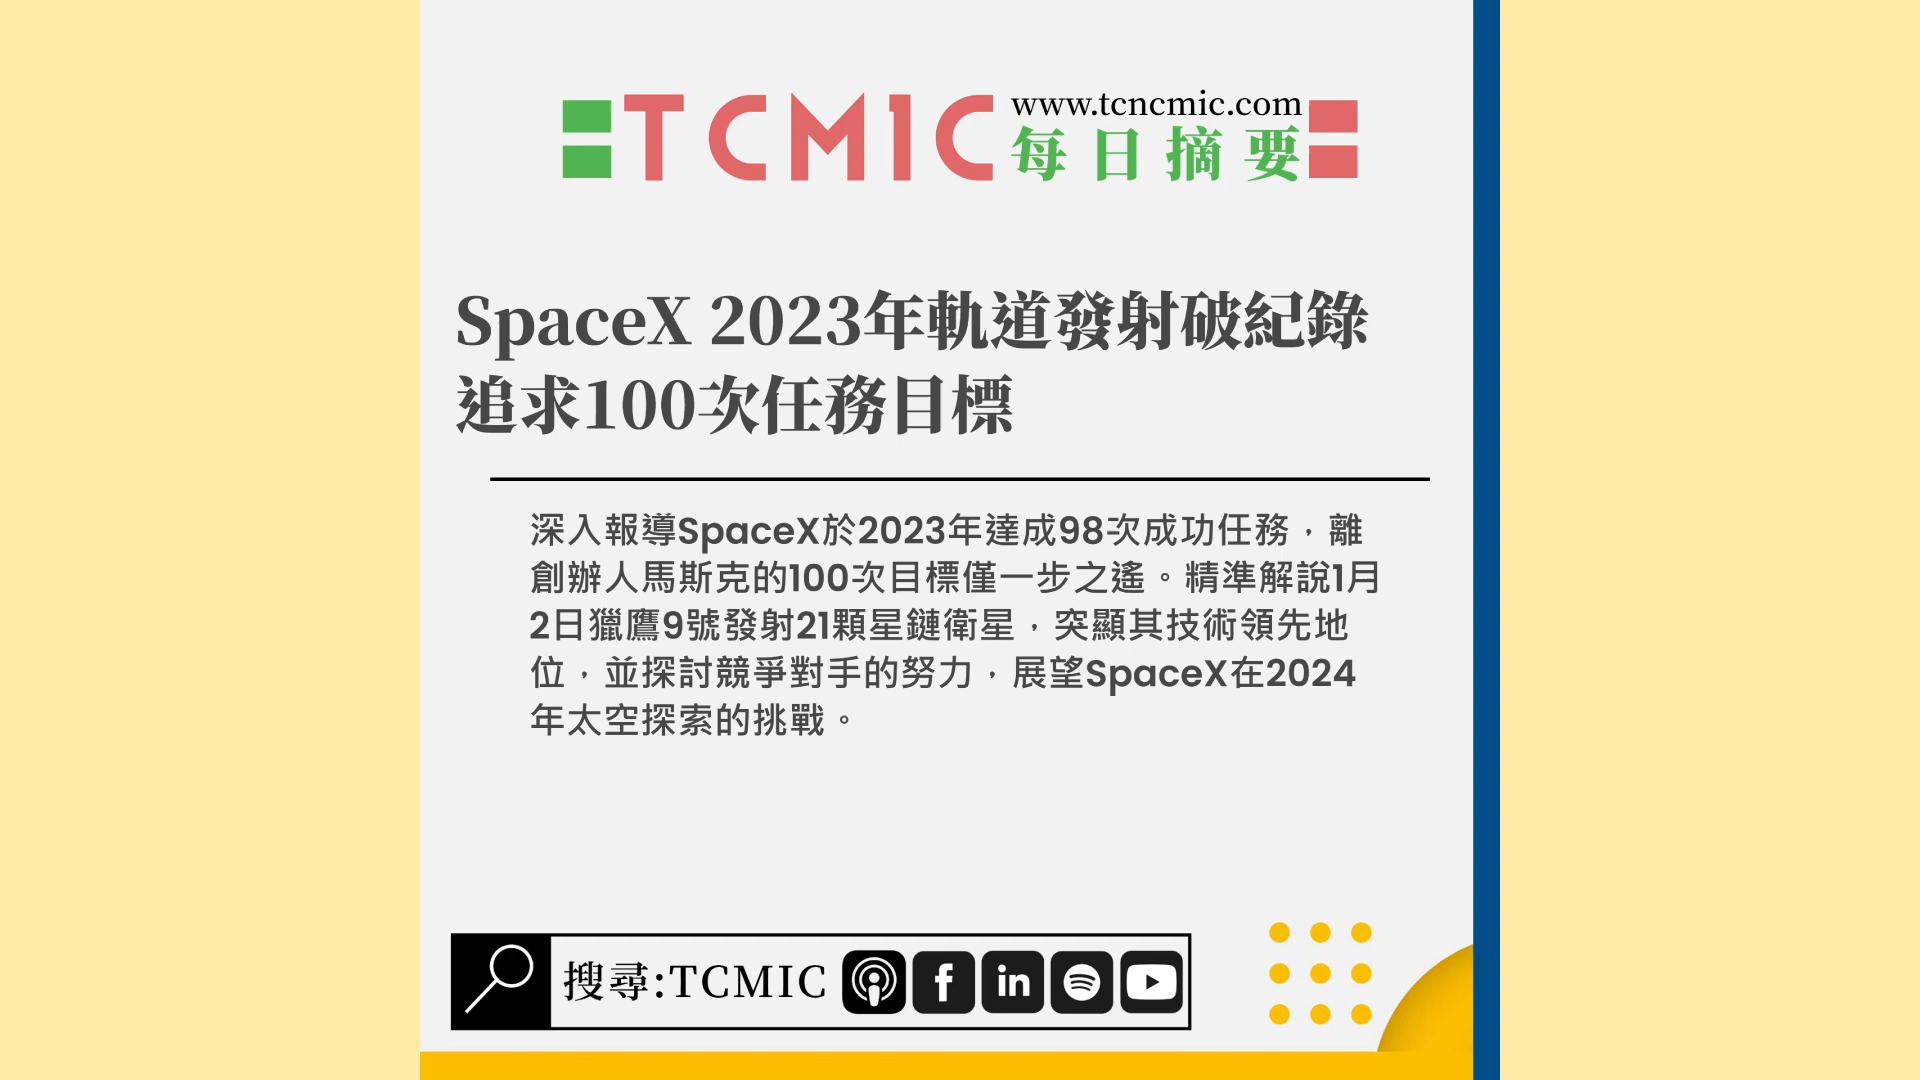 TCMIC
www.tcncmic.com
每日摘要
SpaceX 2023年軌道發射破紀錄
追求100次任務目標
深入報導SpaceX於2023年達成98次成功任務，離
創辦人馬斯克的100次目標僅一步之遙。精準解說1月
2日獵鷹9號發射21顆星鏈衛星，突顯其技術領先地
位，並探討競爭對手的努力，展望SpaceX在2024
年太空探索的挑戰。
搜尋:TCMIC